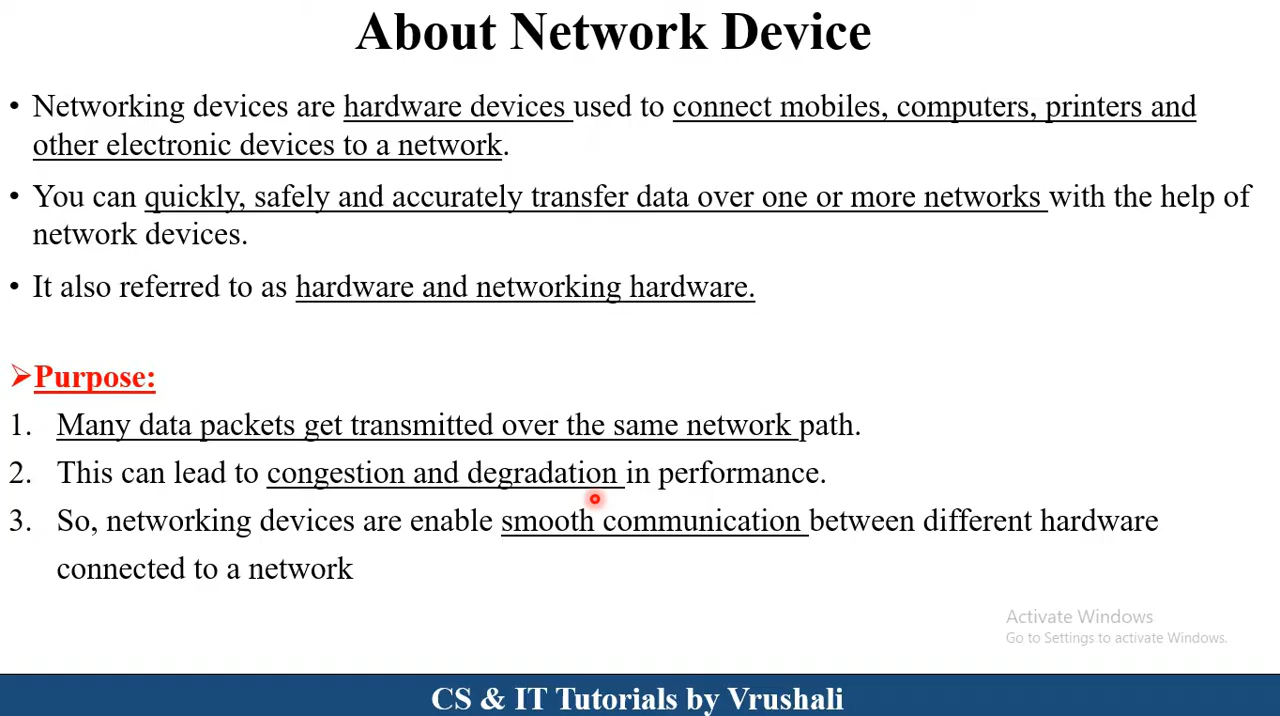 About Network Device
• Networking devices are hardware devices used to connect mobiles, computers, printers and
other electronic devices to a network.
• You can quickly, safely and accurately transfer data over one or more networks with the help of
network devices.
• It also referred to as hardware and networking hardware.
➢Purpose:
1. Many data packets get transmitted over the same network path.
2. This can lead to congestion and degradation in performance.
3. So, networking devices are enable smooth communication between different hardware
connected to a network
Activate Windows
Go to Settings to activate Windows.
CS & IT Tutorials by Vrushali